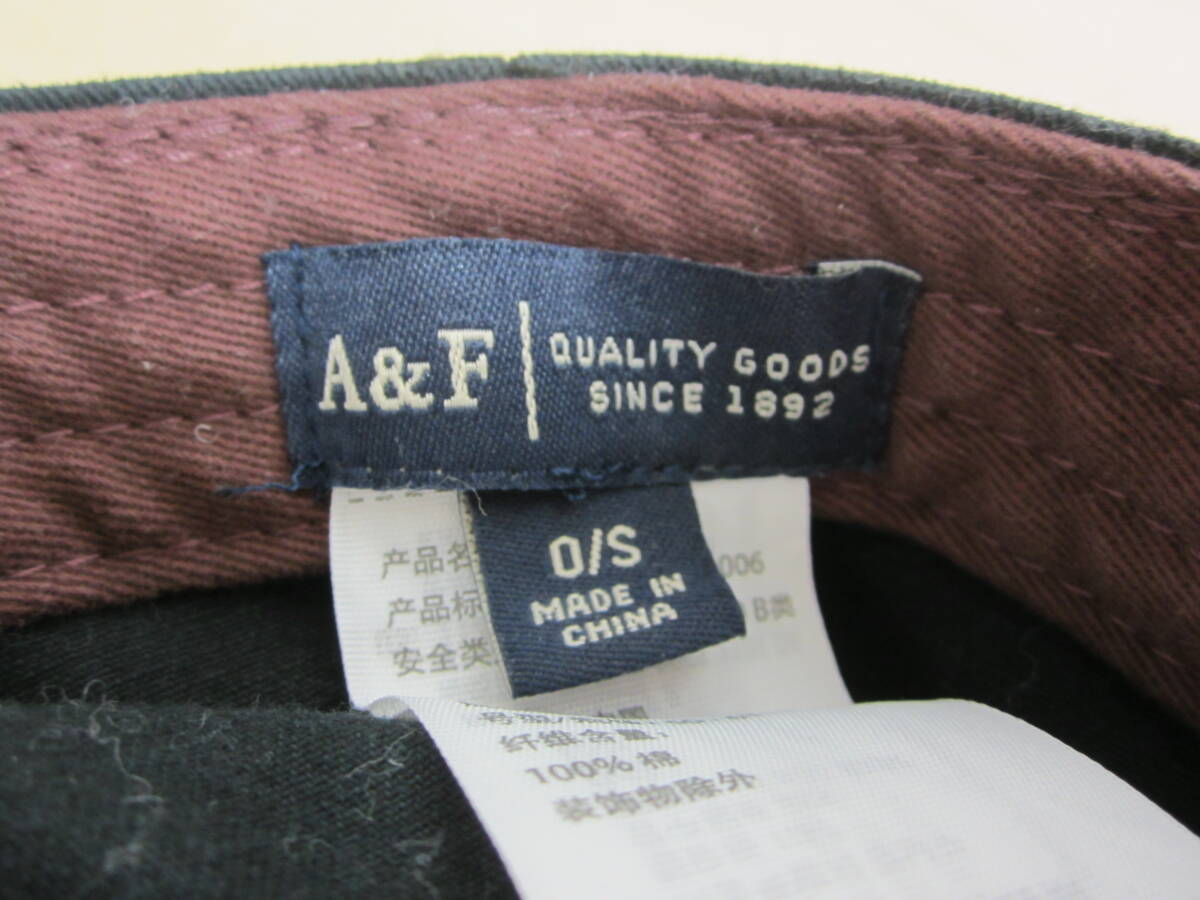 A&F
QUALITY GOODS
SINCE 1892
O/S
MADE IN
CHINA
产品名
006
产品标
B类
安全类
纤维含量:
100% 棉
装饰物除外